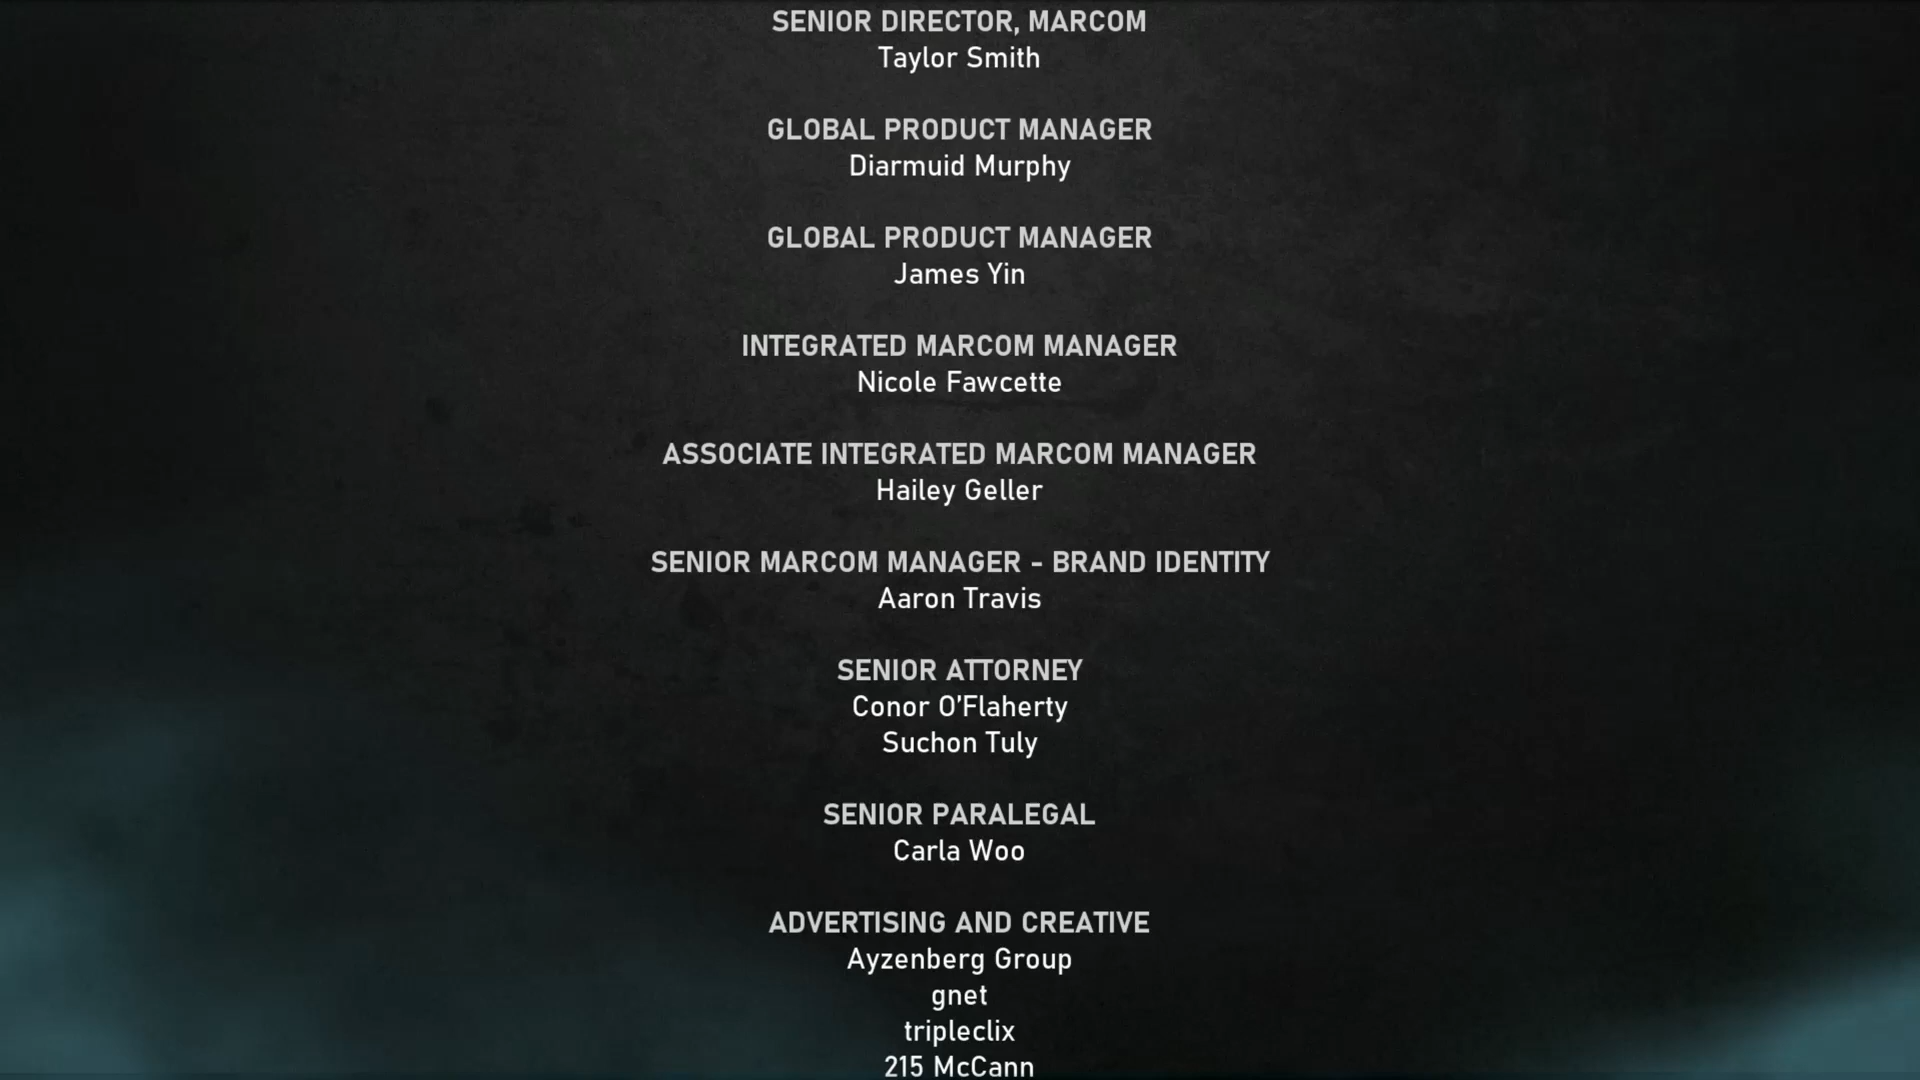 SENIOR DIRECTOR, MARCOM
Taylor Smith
GLOBAL PRODUCT MANAGER
Diarmuid Murphy
GLOBAL PRODUCT MANAGER
James Yin
INTEGRATED MARCOM MANAGER
Nicole Fawcette
ASSOCIATE INTEGRATED MARCOM MANAGER
Hailey Geller
SENIOR MARCOM MANAGER - BRAND IDENTITY
Aaron Travis
SENIOR ATTORNEY
Conor O’Flaherty
Suchon Tuly
SENIOR PARALEGAL
Carla Woo
ADVERTISING AND CREATIVE
Ayzenberg Group
gnet
tripleclix
215 McCann